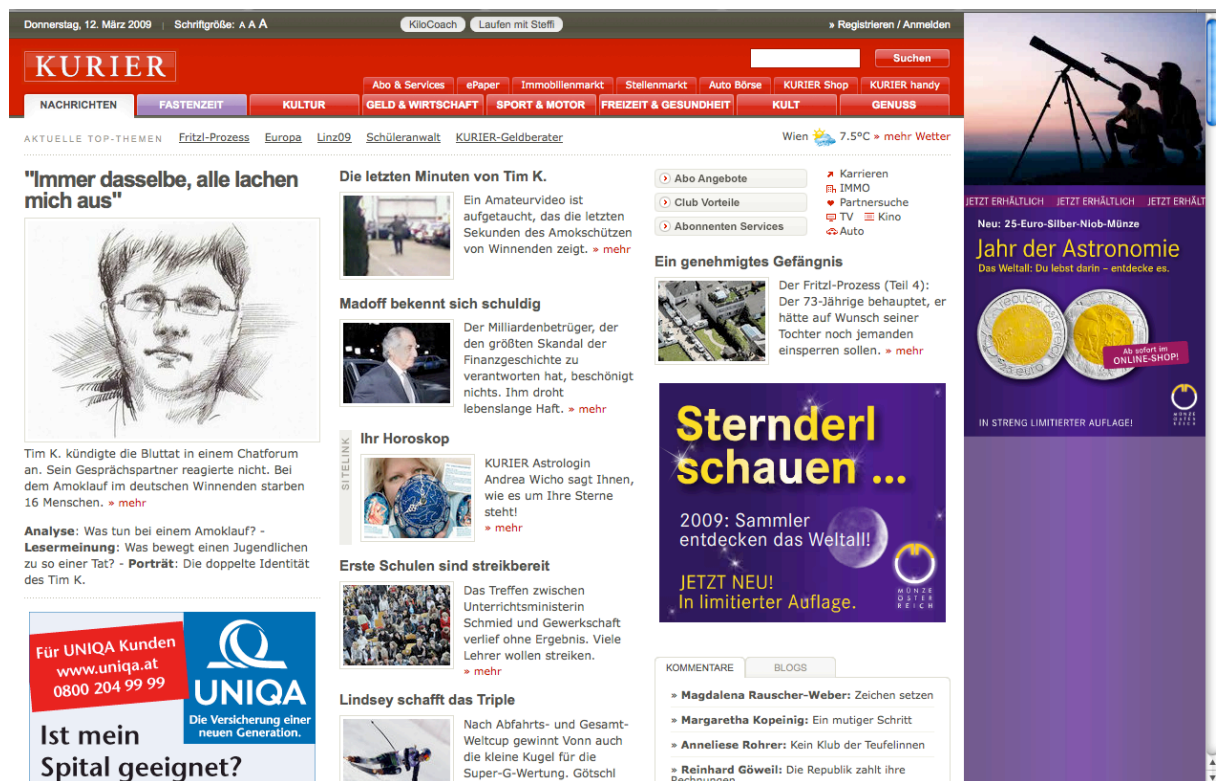 Donnerstag, 12. März 2009 | Schriftgröße: A A A
KiloCoach
Laufen mit Steffi
» Registrieren / Anmelden
KURIER
Suchen
Abo & Services
ePaper
Immobilienmarkt
Stellenmarkt
Auto Börse
KURIER Shop
KURIER handy
NACHRICHTEN
FASTENZEIT
KULTUR
GELD & WIRTSCHAFT
SPORT & MOTOR
FREIZEIT & GESUNDHEIT
KULT
GENUSS
AKTUELLE TOP-THEMEN
Fritzl-Prozess
Europa
Linz09
Schüleranwalt
KURIER-Geldberater
Wien 7.5°C » mehr Wetter
"Immer dasselbe, alle lachen
mich aus"
Tim K. kündigte die Bluttat in einem Chatforum
an. Sein Gesprächspartner reagierte nicht. Bei
dem Amoklauf im deutschen Winnenden starben
16 Menschen. » mehr
Analyse: Was tun bei einem Amoklauf? -
Lesermeinung: Was bewegt einen Jugendlichen
zu so einer Tat? - Porträt: Die doppelte Identität
des Tim K.
Für UNIQA Kunden
www.uniqa.at
0800 204 99 99
UNIQA
Die Versicherung einer
neuen Generation.
Ist mein
Spital geeignet?
Die letzten Minuten von Tim K.
Ein Amateurvideo ist
aufgetaucht, das die letzten
Sekunden des Amokschützen
von Winnenden zeigt. » mehr
Madoff bekennt sich schuldig
Der Milliardenbetrüger, der
den größten Skandal der
Finanzgeschichte zu
verantworten hat, beschönigt
nichts. Ihm droht
lebenslange Haft. » mehr
SITELINK
Ihr Horoskop
KURIER Astrologin
Andrea Wicho sagt Ihnen,
wie es um Ihre Sterne
steht!
» mehr
Erste Schulen sind streikbereit
Das Treffen zwischen
Unterrichtsministerin
Schmied und Gewerkschaft
verlief ohne Ergebnis. Viele
Lehrer wollen streiken.
» mehr
Lindsey schafft das Triple
Nach Abfahrts- und Gesamt-
Weltcup gewinnt Vonn auch
die kleine Kugel für die
Super-G-Wertung. Götschl
Abo Angebote
Club Vorteile
Abonnenten Services
Karrieren
IMMO
Partnersuche
TV Kino
Auto
Ein genehmigtes Gefängnis
Der Fritzl-Prozess (Teil 4):
Der 73-Jährige behauptet, er
hätte auf Wunsch seiner
Tochter noch jemanden
einsperren sollen. » mehr
Sternderl
schauen ...
2009: Sammler
entdecken das Weltall!
JETZT NEU!
In limitierter Auflage.
MÜNZE
ÖSTER
REICH
KOMMENTARE
BLOGS
» Magdalena Rauscher-Weber: Zeichen setzen
» Margaretha Kopeinig: Ein mutiger Schritt
» Anneliese Rohrer: Kein Klub der Teufelinnen
» Reinhard Göweil: Die Republik zahlt ihre
Rechnungen
JETZT ERHÄLTLICH JETZT ERHÄLTLICH JETZT ERHÄLT
Neu: 25-Euro-Silber-Niob-Münze
Jahr der Astronomie
Das Weltall: Du lebst darin – entdecke es.
REPUBLIK ÖSTERREICH
25 euro
Ab sofort im
ONLINE-SHOP!
IN STRENG LIMITIERTER AUFLAGE!
MÜNZE
ÖSTER
REICH